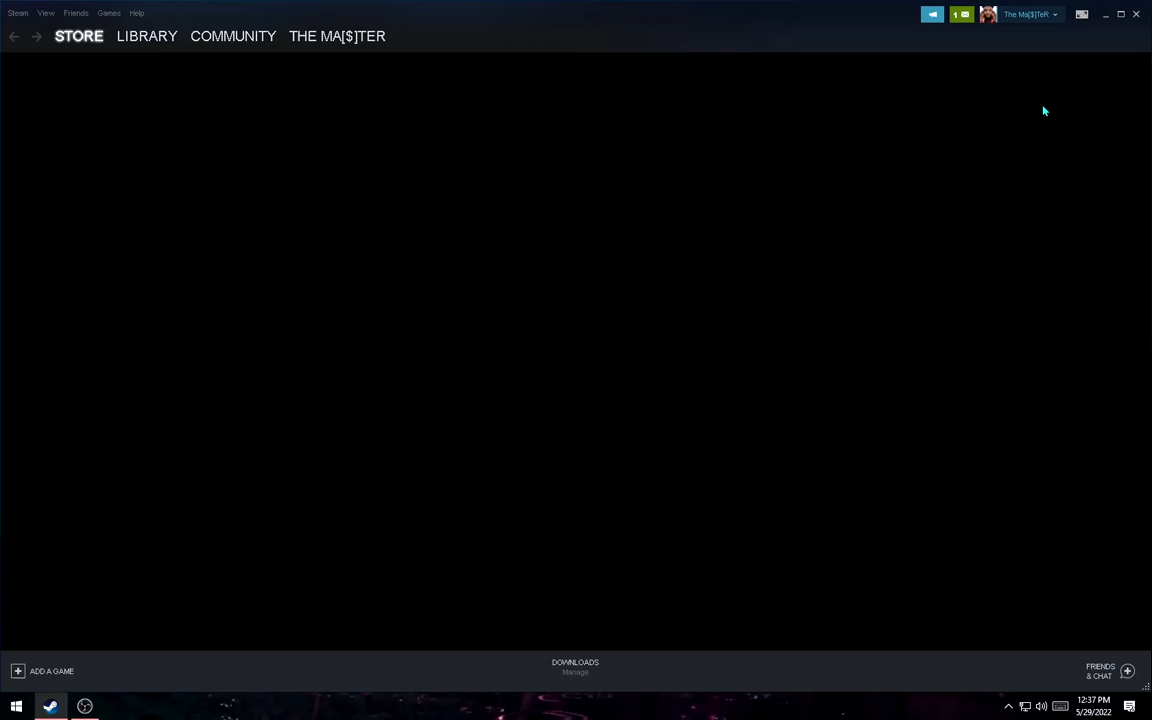 Steam View Friends Games Help
1
The Ma[$]TeR
STORE LIBRARY COMMUNITY THE MA[$]TER
ADD A GAME
DOWNLOADS
Manage
FRIENDS
& CHAT
12:37 PM
5/29/2022